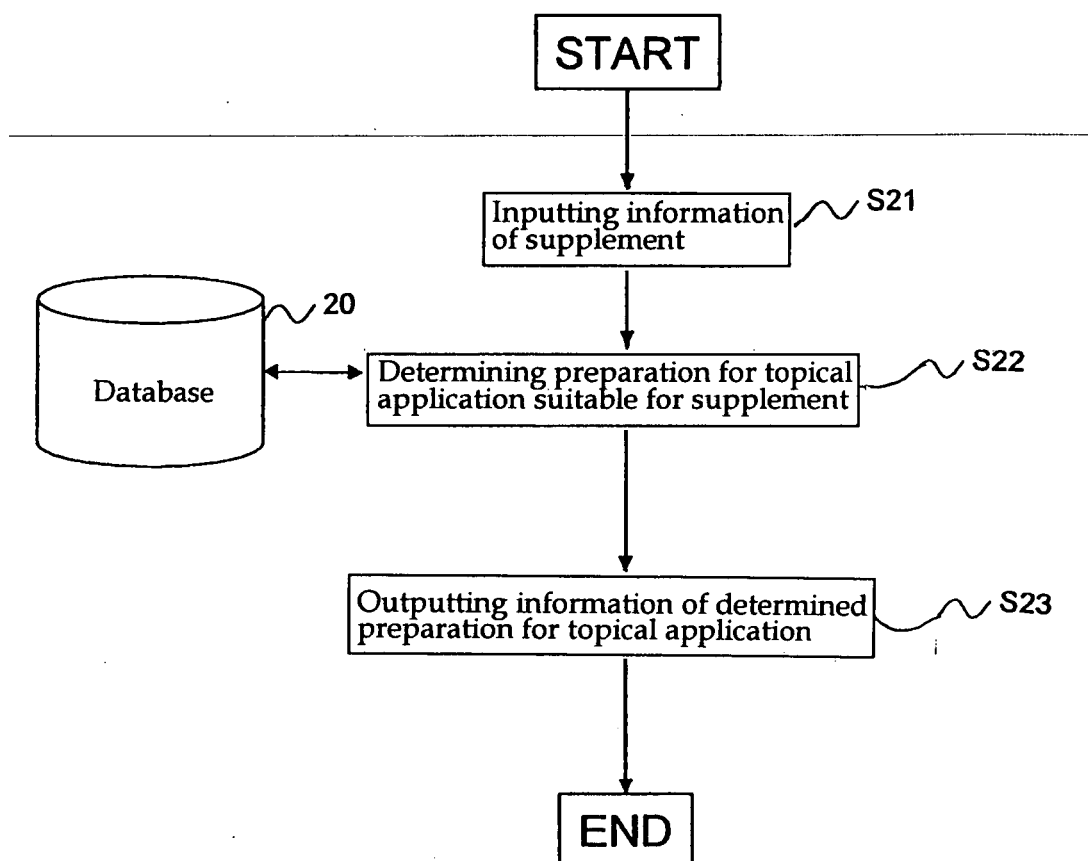 START
Inputting information
of supplement
S21
20
Database
Determining preparation for topical
application suitable for supplement
S22
Outputting information of determined
preparation for topical application
S23
END